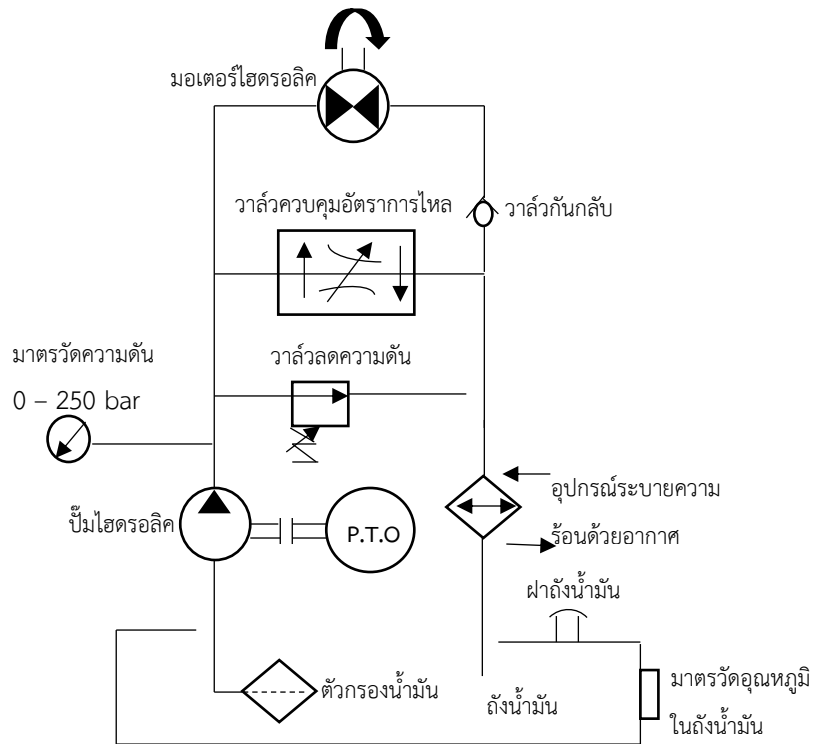 มอเตอร์ไฮดรอลิค
วาล์วควบคุมอัตราการไหล
วาล์วกันกลับ
มาตรวัดความดัน
0 – 250 bar
วาล์วลดความดัน
ปั๊มไฮดรอลิค
P.T.O
อุปกรณ์ระบายความ
ร้อนด้วยอากาศ
ฝาถังน้ำมัน
ตัวกรองน้ำมัน
ถังน้ำมัน
มาตรวัดอุณหภูมิ
ในถังน้ำมัน